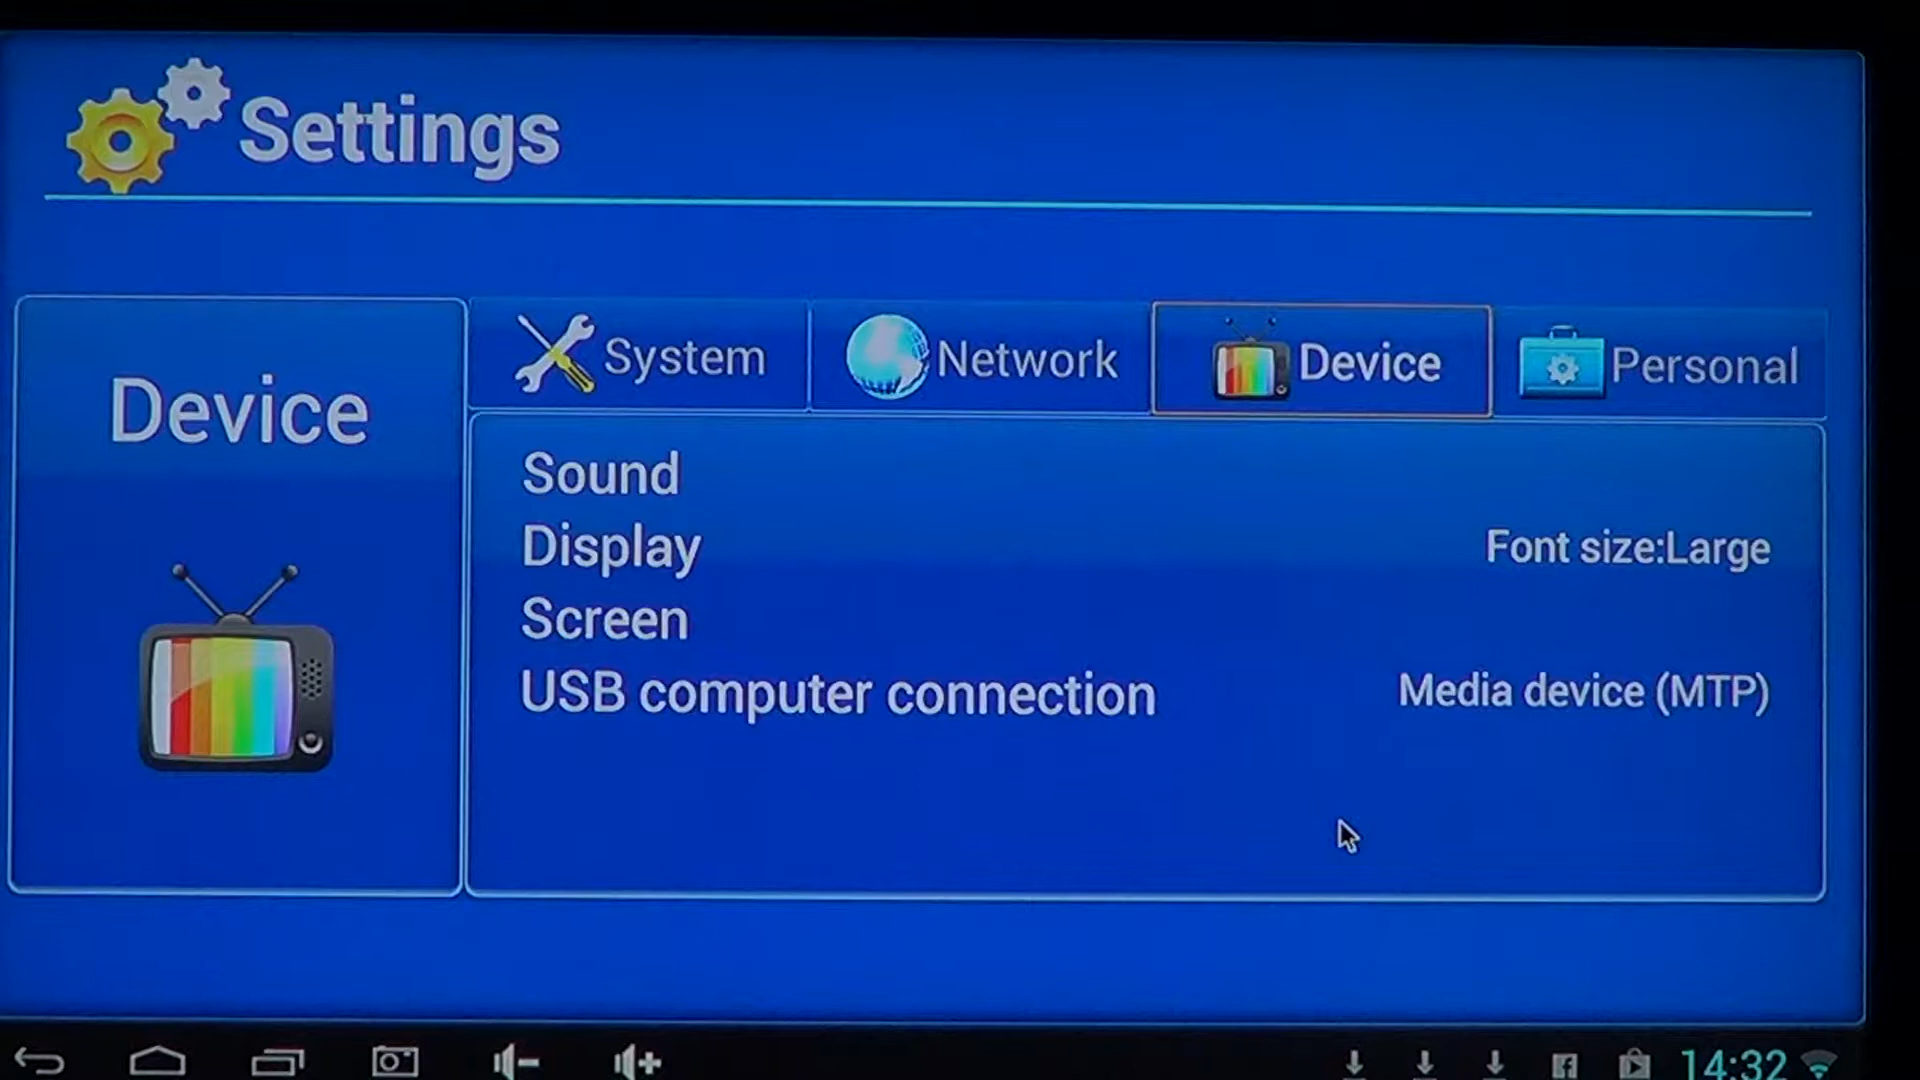 Settings
Device
System
Network
Device
Personal
Sound
Display
Font size:Large
Screen
USB computer connection
Media device (MTP)
14:32